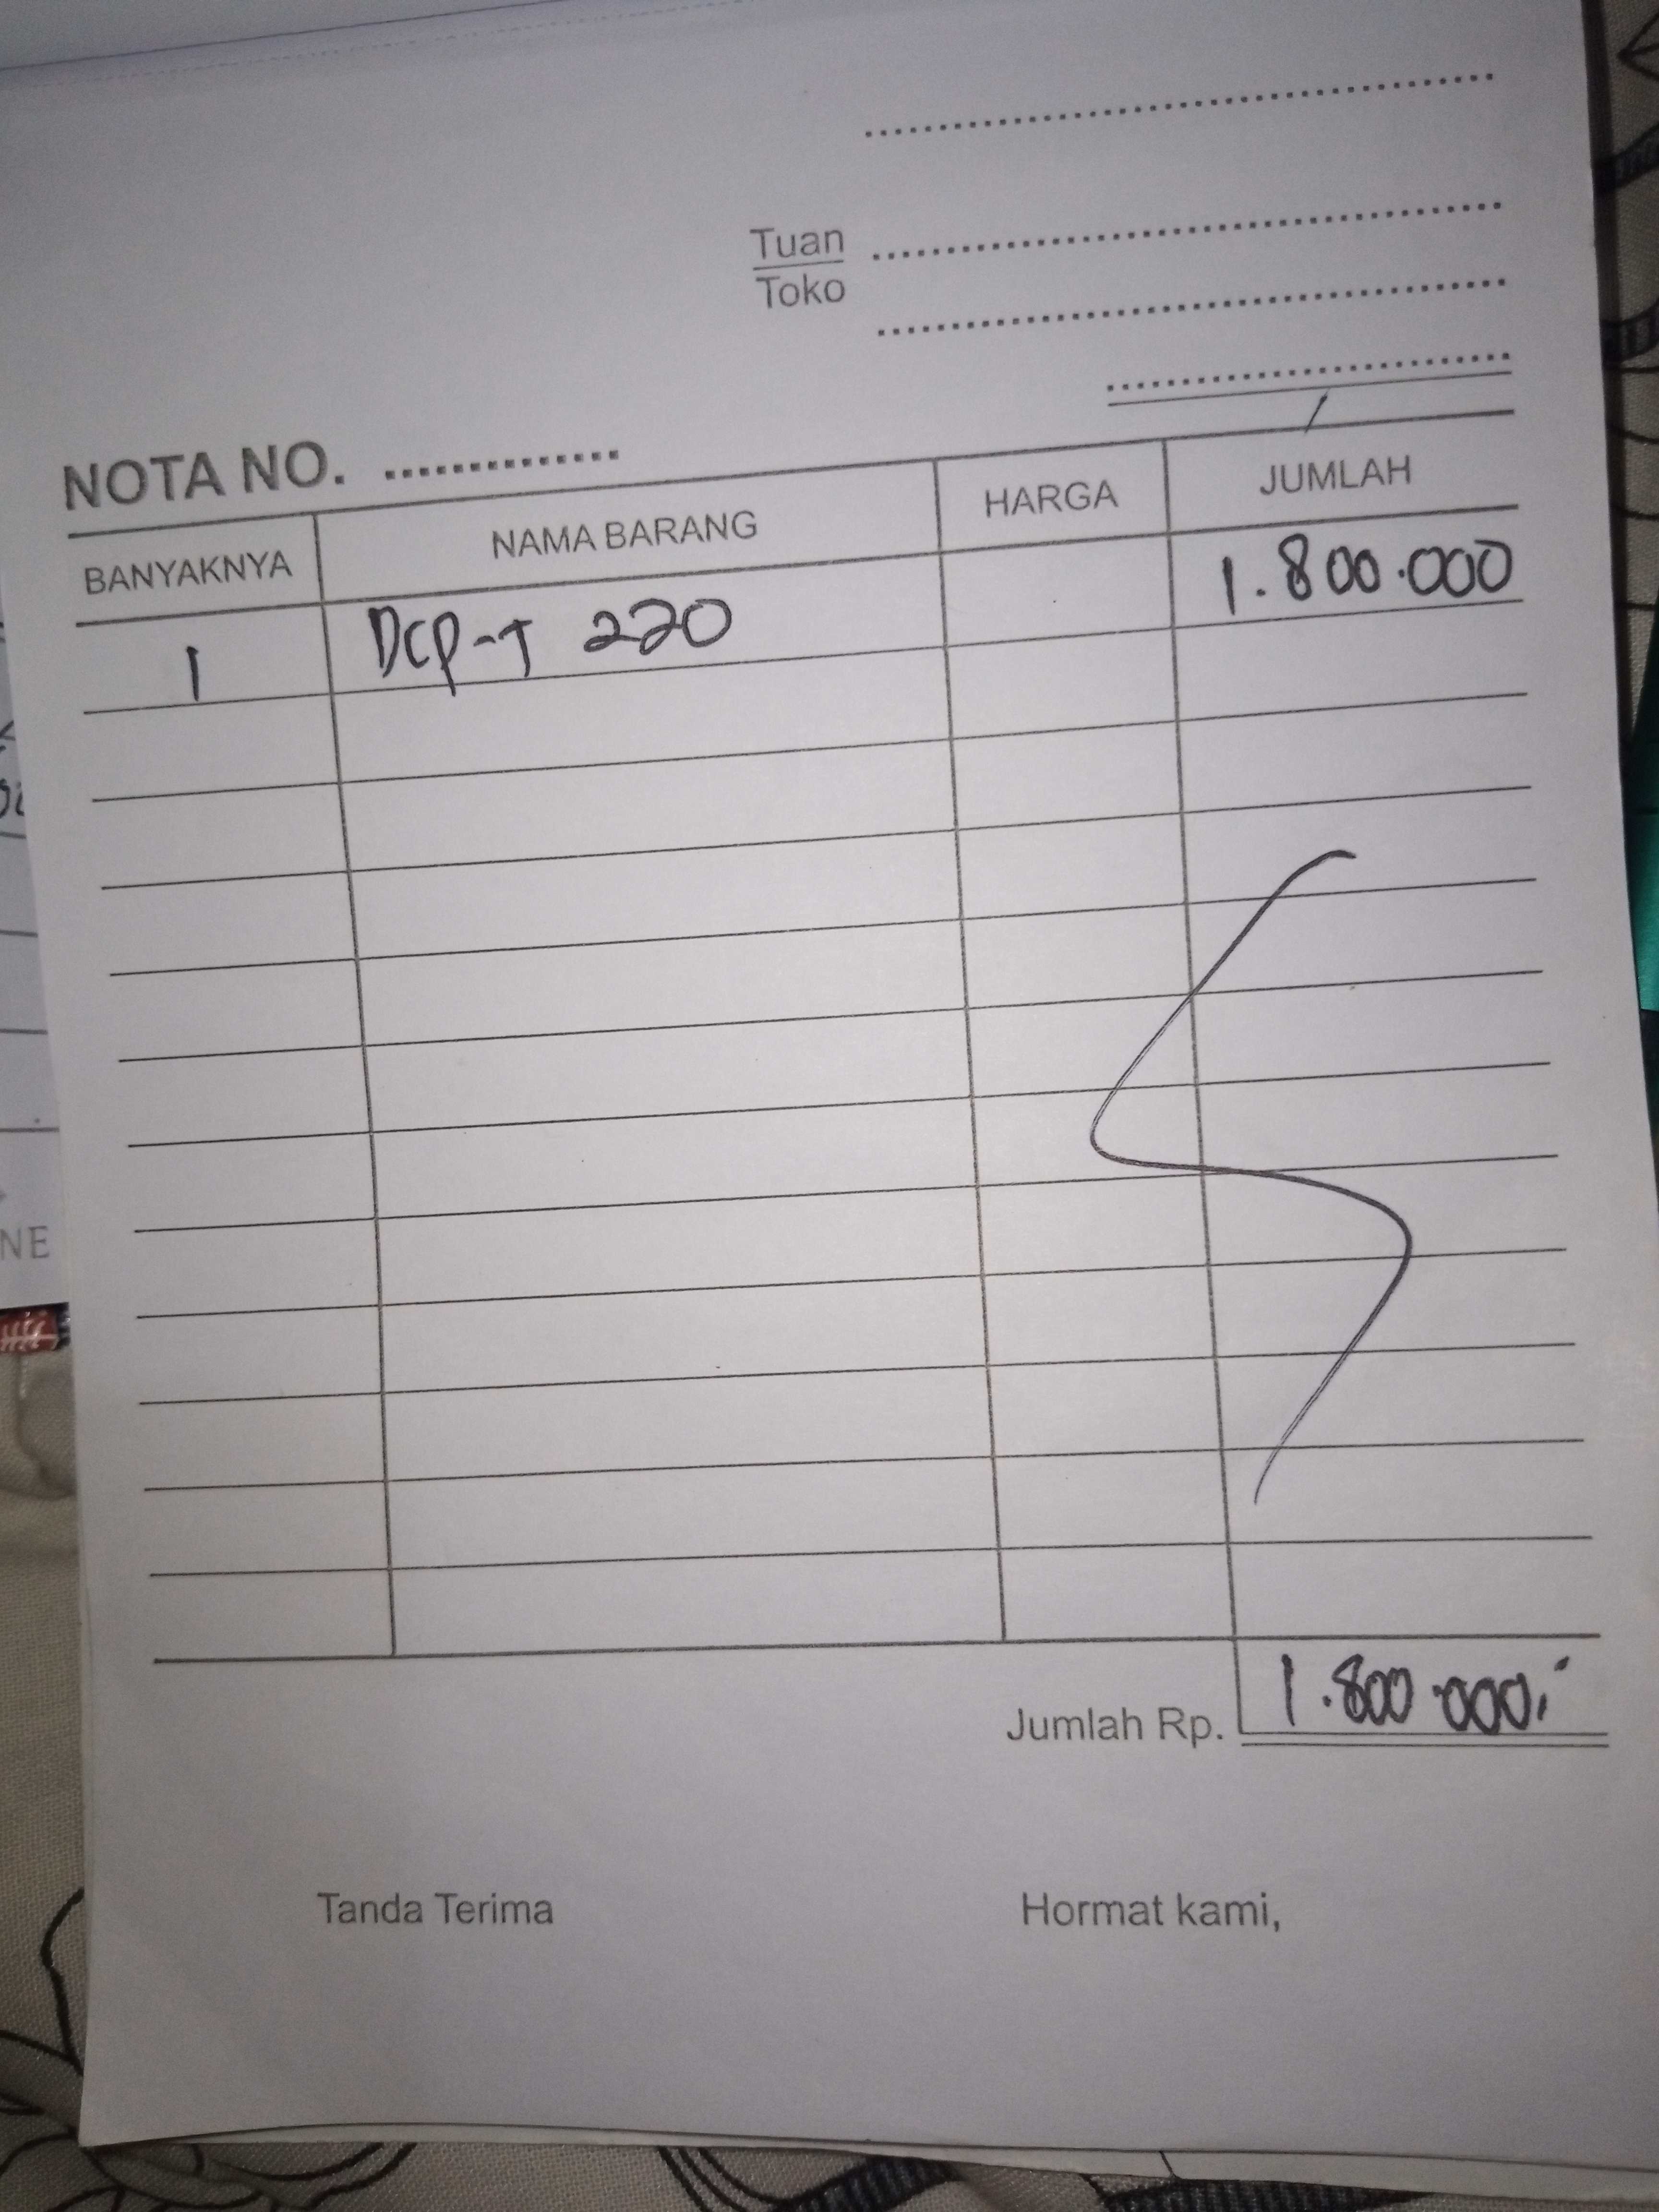 Tuan
Toko
NOTA NO.
BANYAKNYA NAMA BARANG HARGA JUMLAH
1 DCP-T 220 1.800.000
NE
Jumlah Rp. 1.800.000,-
Tanda Terima Hormat kami,